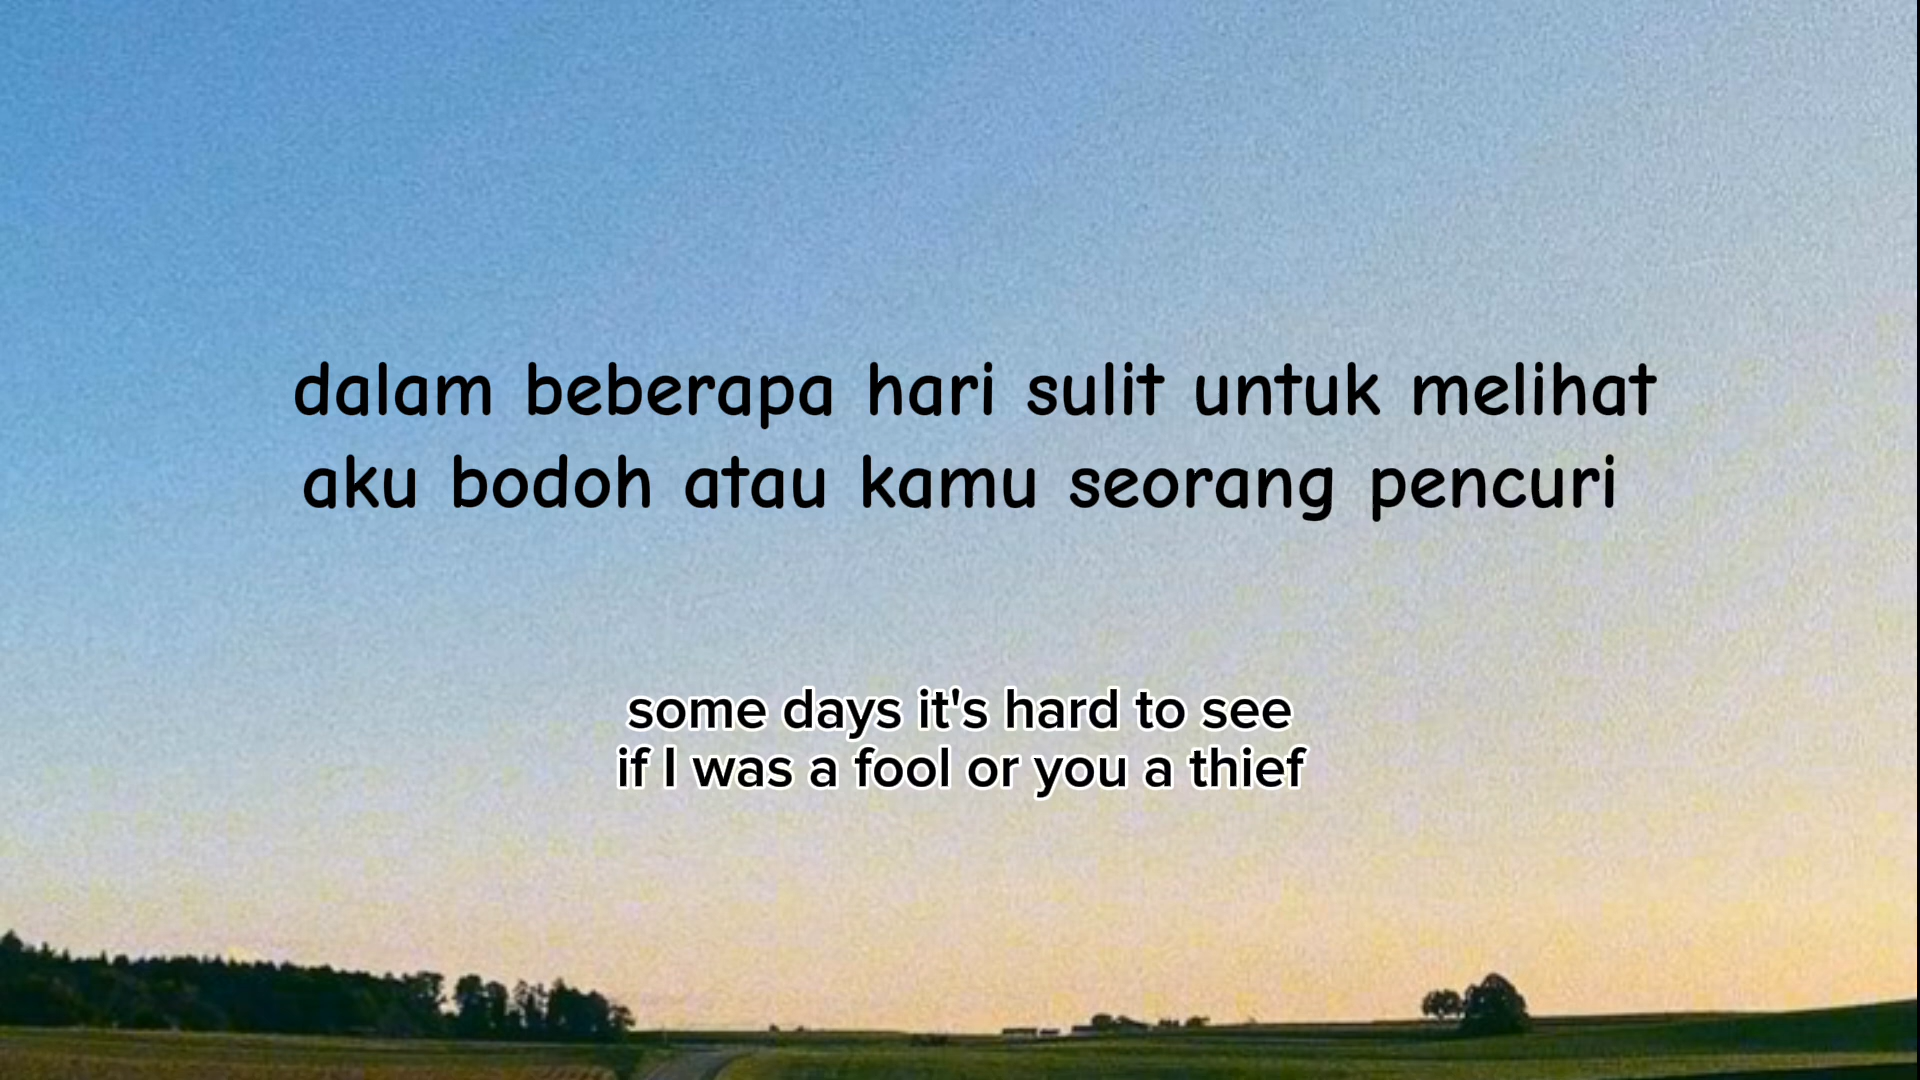 dalam beberapa hari sulit untuk melihat
aku bodoh atau kamu seorang pencuri
some days it's hard to see
if I was a fool or you a thief